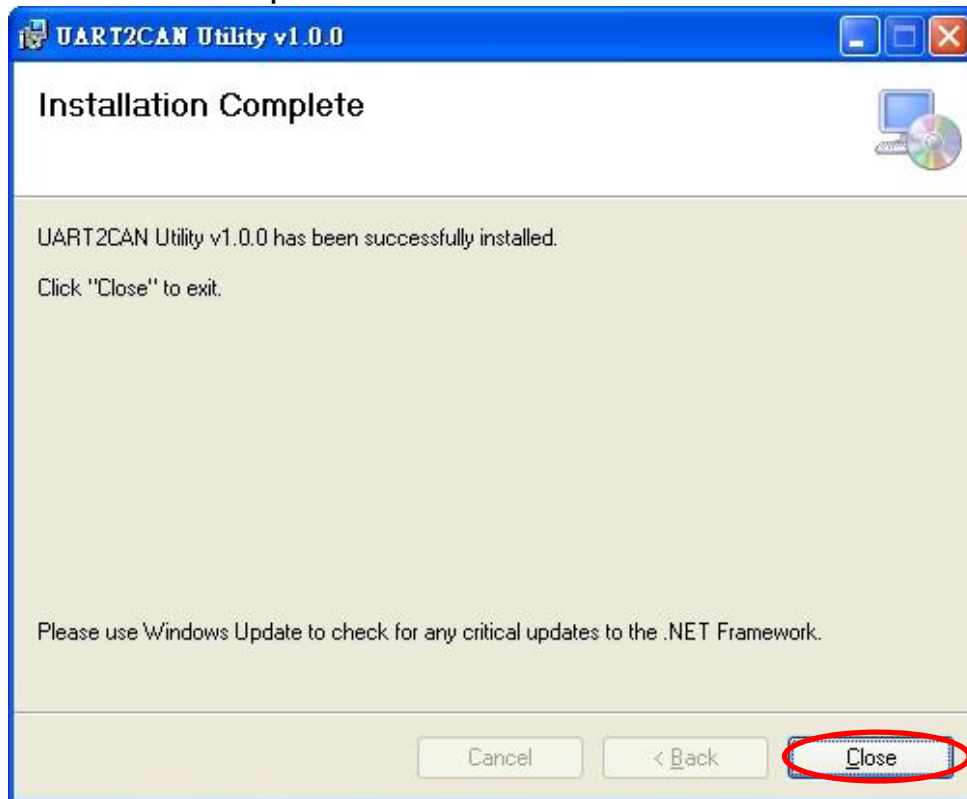 UART2CAN Utility v1.0.0
Installation Complete
UART2CAN Utility v1.0.0 has been successfully installed.
Click "Close" to exit.
Please use Windows Update to check for any critical updates to the .NET Framework.
Cancel
< Back
Close